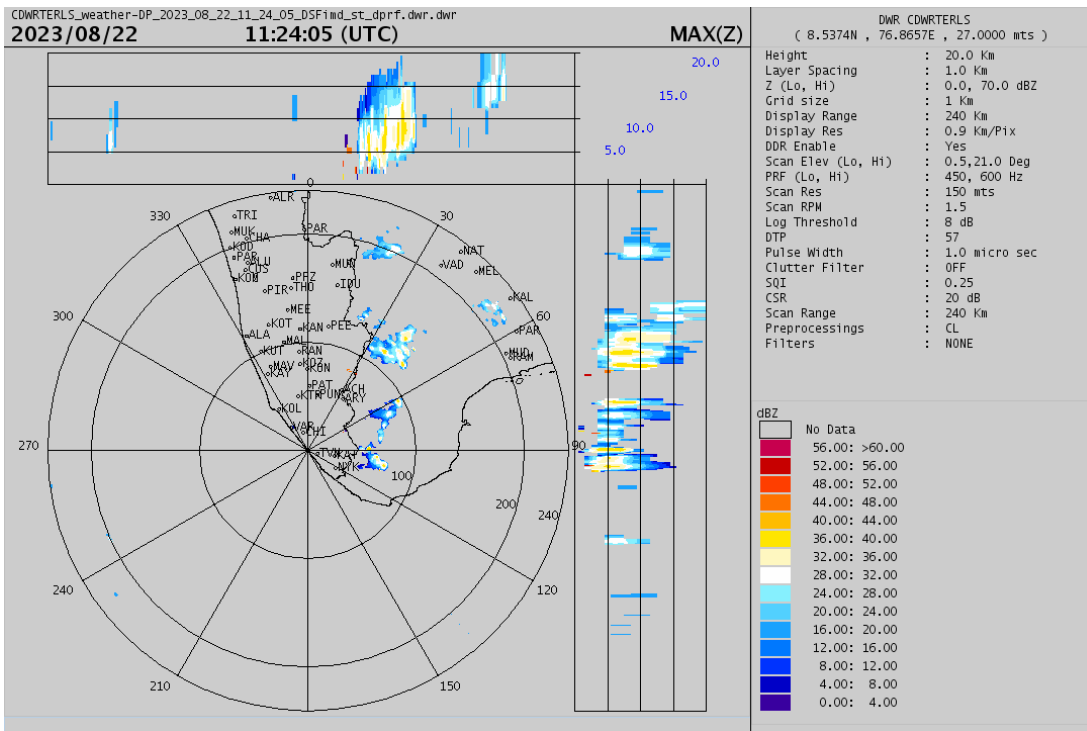 CDWRTERLS_weather-DP_2023_08_22_11_24_05_DSFimd_st_dprf.dwr.dwr
2023/08/22 11:24:05 (UTC) MAX(Z)
20.0
15.0
10.0
5.0
0
30
60
90
120
150
210
240
270
300
330
100
200
240
ALR
TRI
MUK
CHA
KOD
PAR
ALU
COS
KOM
PAR
MUN
NAT
VAD
MEL
PFZ
PIR
THO
IDU
KAL
MEE
KOT
KAN
PEE
PAR
ALA
MAL
KUT
RAN
MUD
RAM
MAV
KOZ
KAY
KON
PAT
ACH
KTR
PUN
ARY
KOL
VAR
CHI
TVM
KAT
NYK
DWR CDWRTERLS
( 8.5374N , 76.8657E , 27.0000 mts )
Height : 20.0 Km
Layer Spacing : 1.0 Km
Z (Lo, Hi) : 0.0, 70.0 dBZ
Grid size : 1 Km
Display Range : 240 Km
Display Res : 0.9 Km/Pix
DDR Enable : Yes
Scan Elev (Lo, Hi) : 0.5,21.0 Deg
PRF (Lo, Hi) : 450, 600 Hz
Scan Res : 150 mts
Scan RPM : 1.5
Log Threshold : 8 dB
DTP : 57
Pulse Width : 1.0 micro sec
Clutter Filter : OFF
SQI : 0.25
CSR : 20 dB
Scan Range : 240 Km
Preprocessings : CL
Filters : NONE
dBZ
No Data
56.00: >60.00
52.00: 56.00
48.00: 52.00
44.00: 48.00
40.00: 44.00
36.00: 40.00
32.00: 36.00
28.00: 32.00
24.00: 28.00
20.00: 24.00
16.00: 20.00
12.00: 16.00
8.00: 12.00
4.00: 8.00
0.00: 4.00